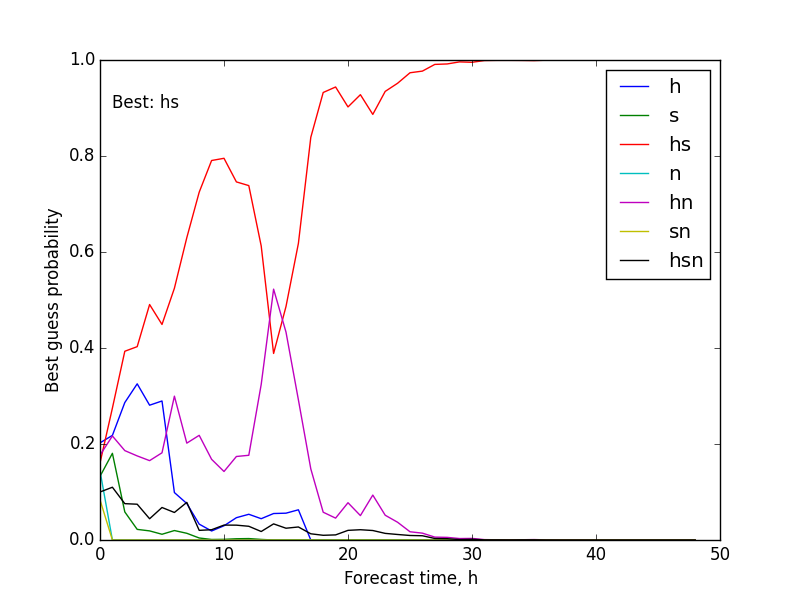 1.0
0.8
0.6
0.4
0.2
0.0
Best guess probability
Best: hs
h
s
hs
n
hn
sn
hsn
0 10 20 30 40 50
Forecast time, h